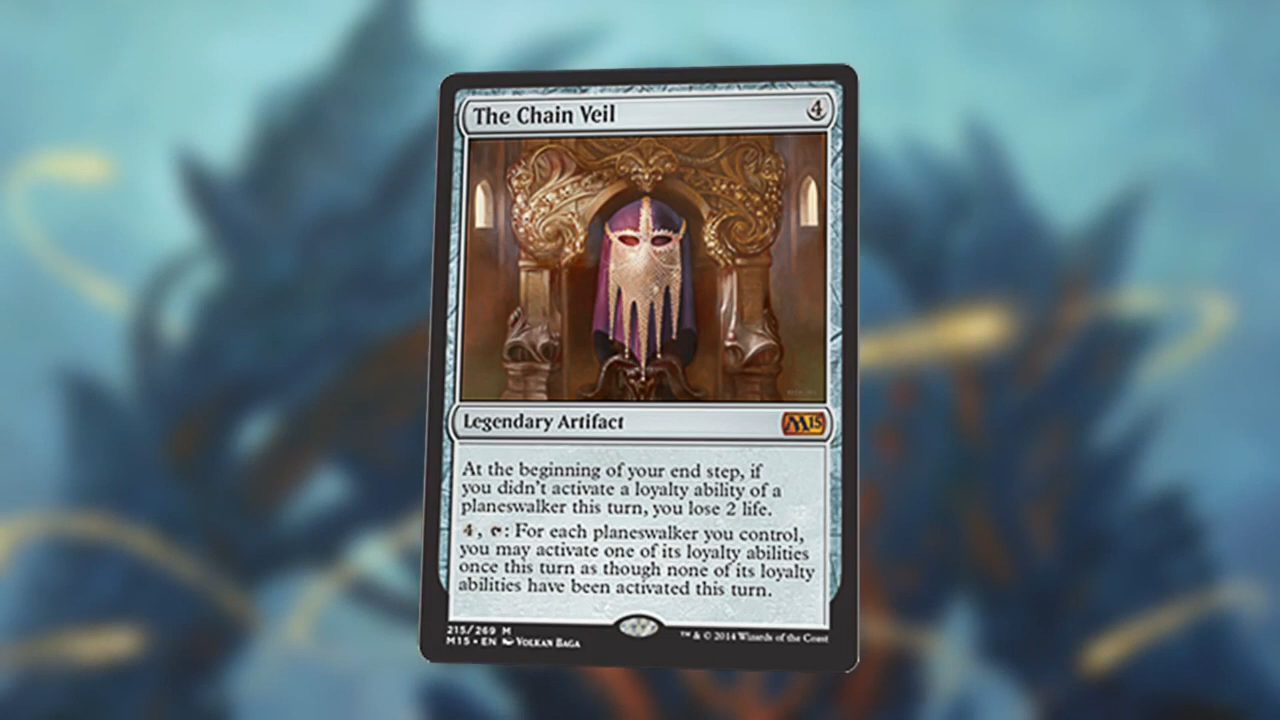 The Chain Veil 4
Legendary Artifact M15
At the beginning of your end step, if
you didn't activate a loyalty ability of a
planeswalker this turn, you lose 2 life.
4, : For each planeswalker you control,
you may activate one of its loyalty abilities
once this turn as though none of its loyalty
abilities have been activated this turn.
215/269 M
M15 • EN VOLKAN BAGA
™ & © 2014 Wizards of the Coast